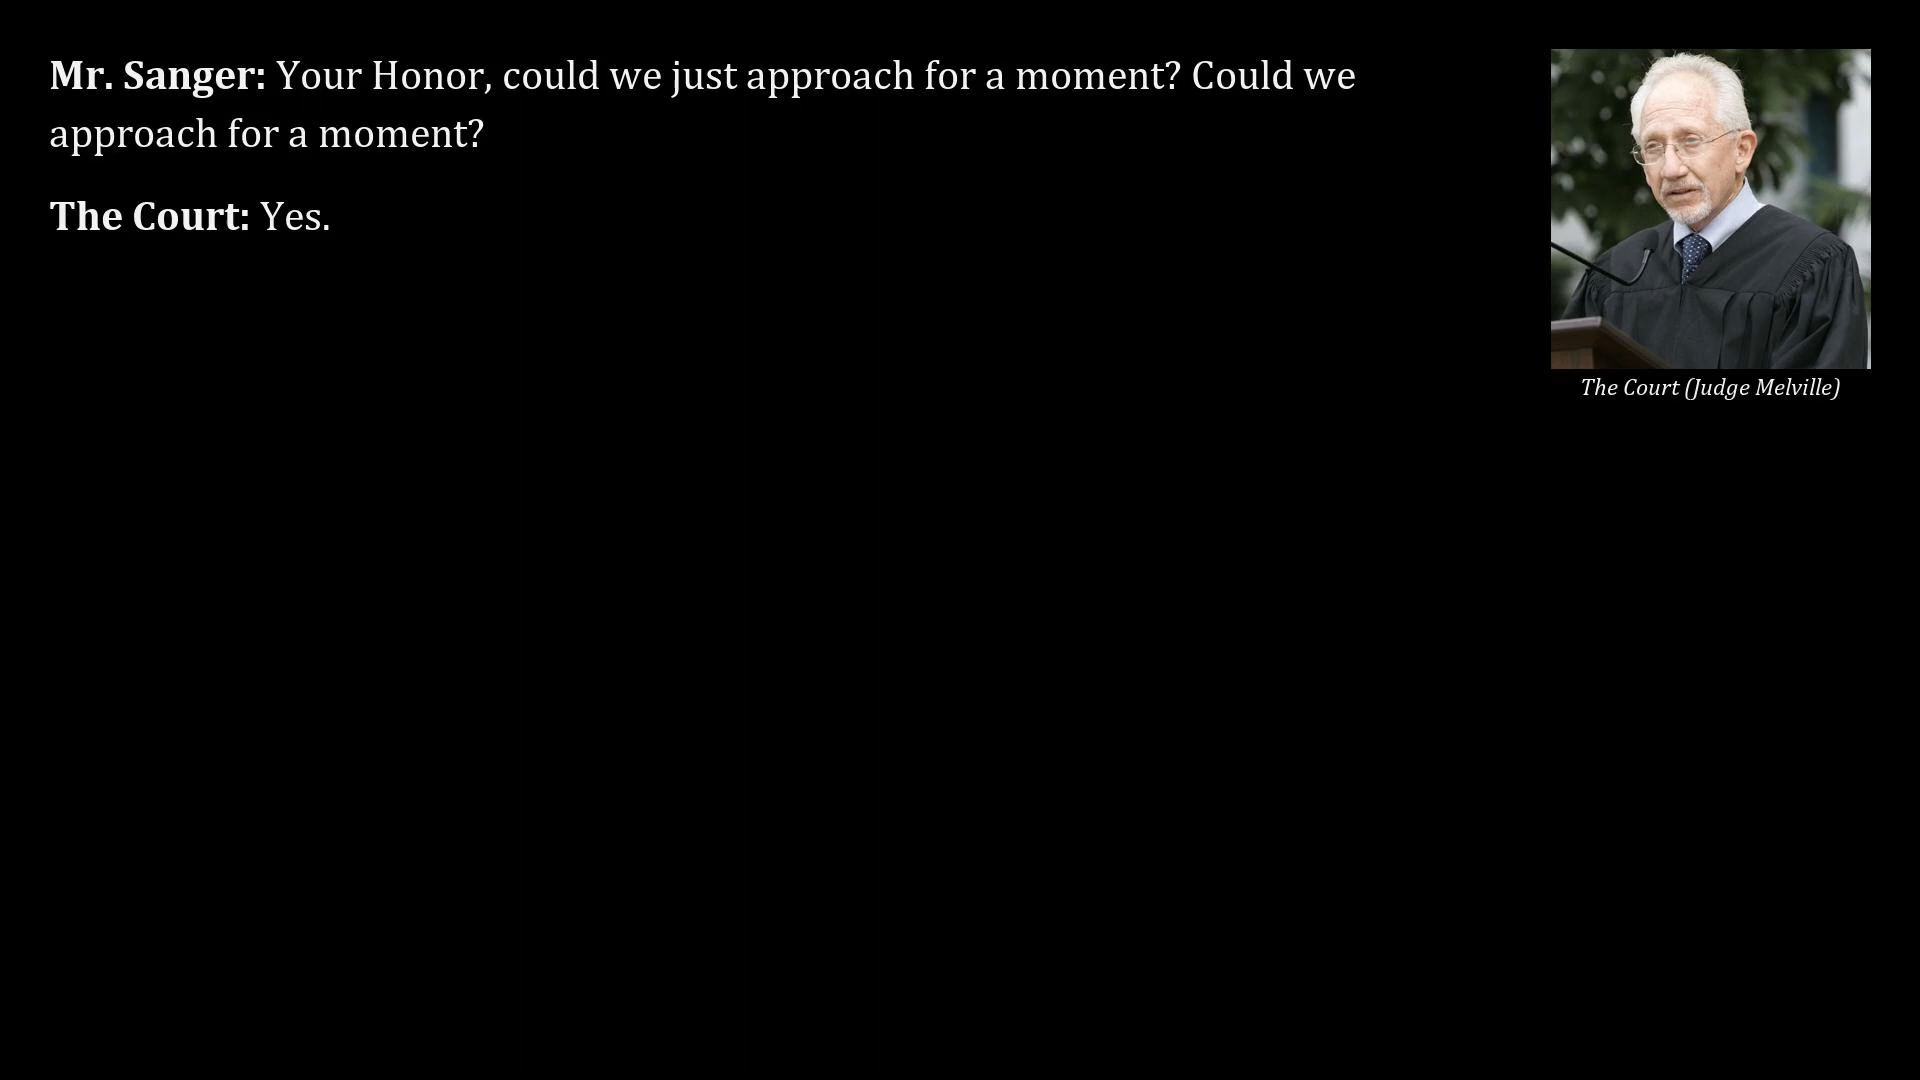 Mr. Sanger: Your Honor, could we just approach for a moment? Could we
approach for a moment?
The Court: Yes.
The Court (Judge Melville)